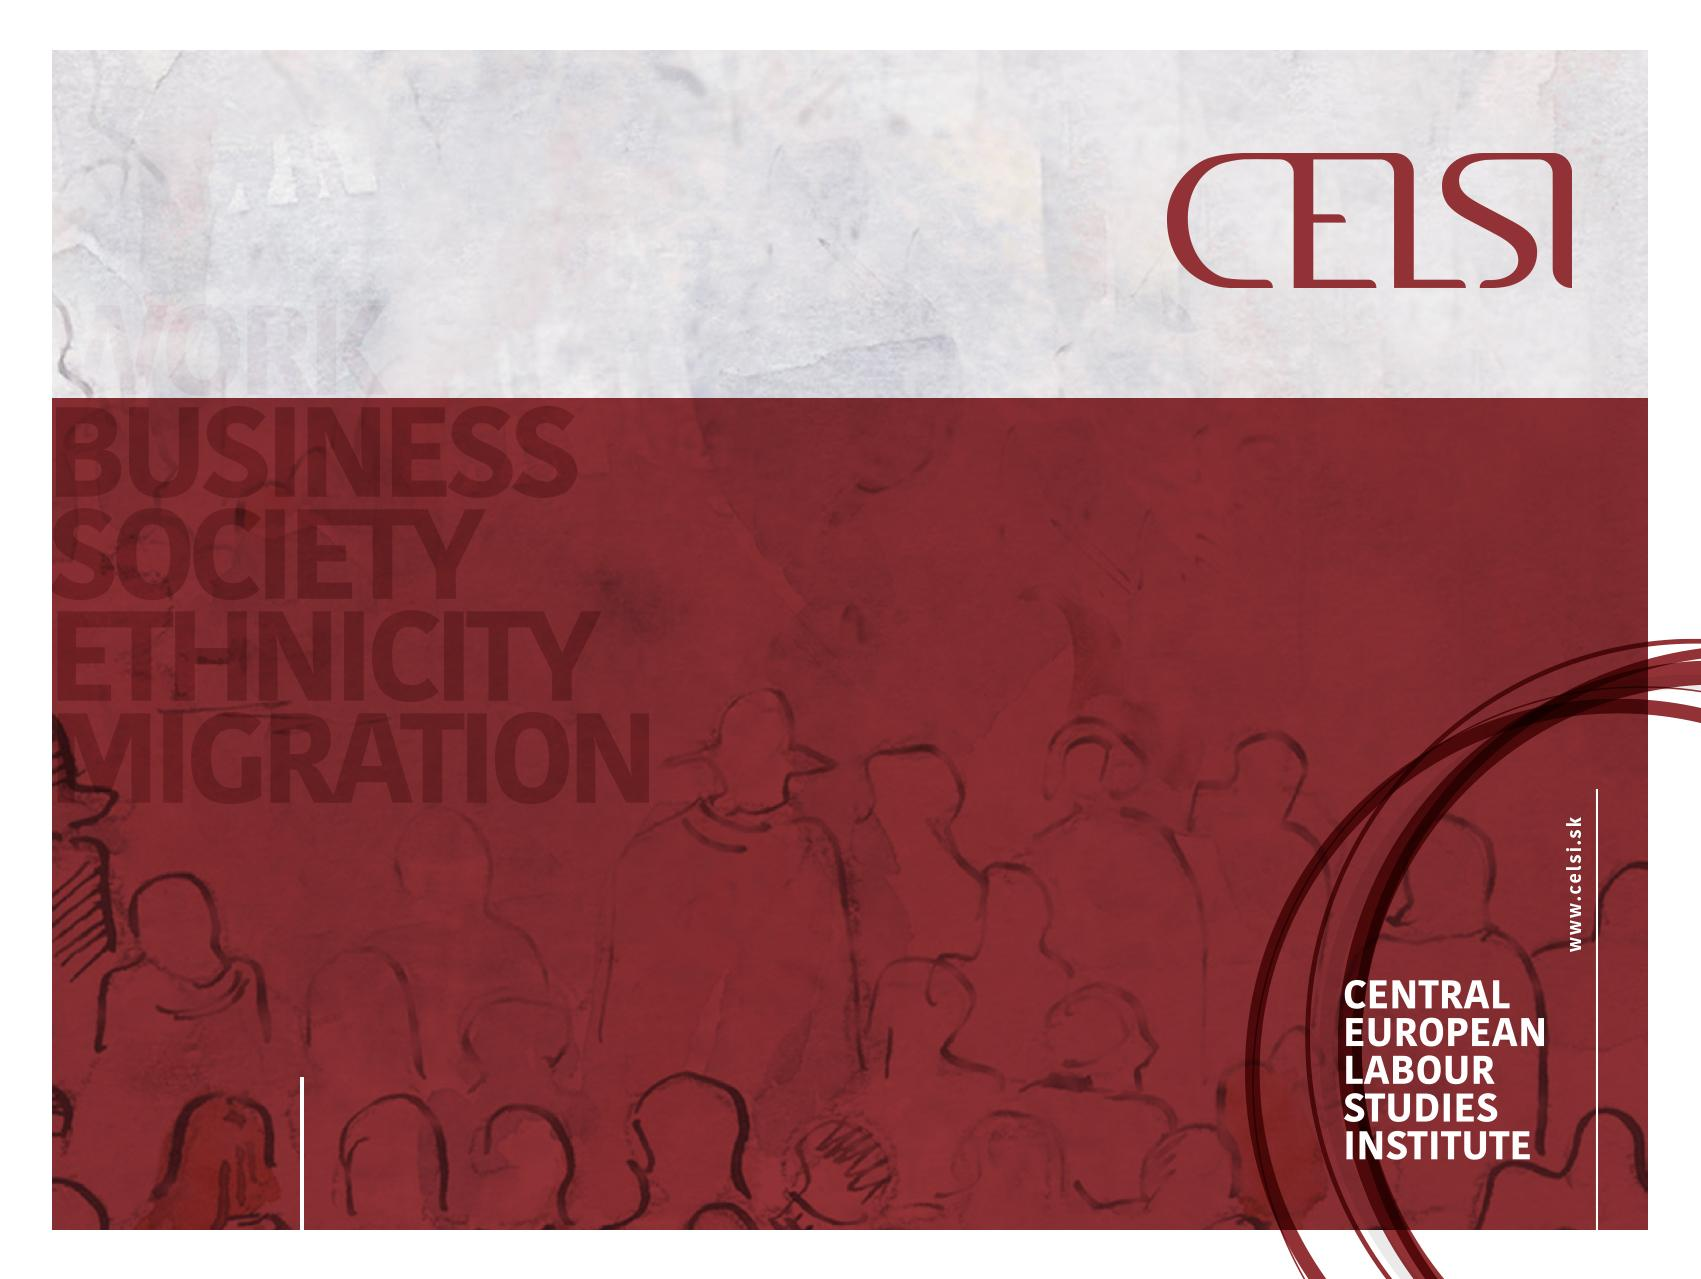 CELSI
WORK
BUSINESS
SOCIETY
ETHNICITY
MIGRATION
www.celsi.sk
CENTRAL
EUROPEAN
LABOUR
STUDIES
INSTITUTE